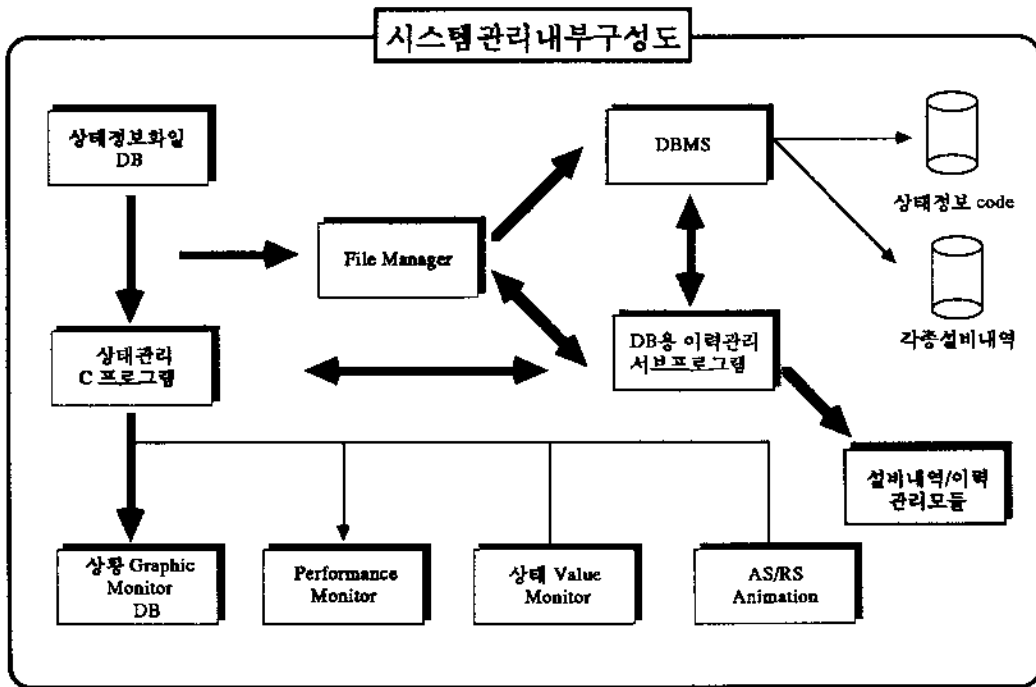 시스템관리내부구성도
상태정보화일
DB
DBMS
상태정보 code
File Manager
각종설비내역
상태관리
C 프로그램
DB용 이력관리
서브프로그램
설비내역/이력
관리모듈
상황 Graphic
Monitor
DB
Performance
Monitor
상태 Value
Monitor
AS/RS
Animation